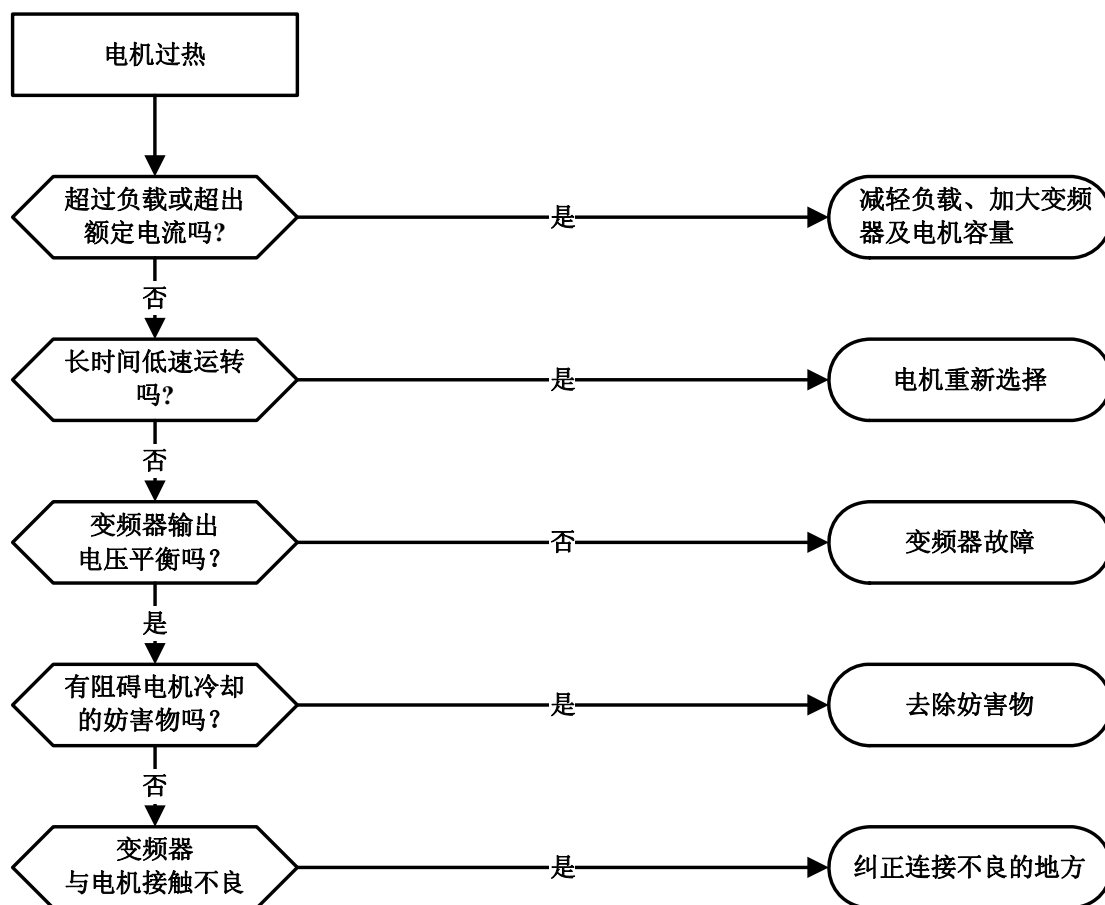 电机过热
超过负载或超出
额定电流吗?
是
减轻负载、加大变频
器及电机容量
否
长时间低速运转
吗?
是
电机重新选择
否
变频器输出
电压平衡吗？
否
变频器故障
是
有阻碍电机冷却
的妨害物吗？
是
去除妨害物
否
变频器
与电机接触不良
是
纠正连接不良的地方